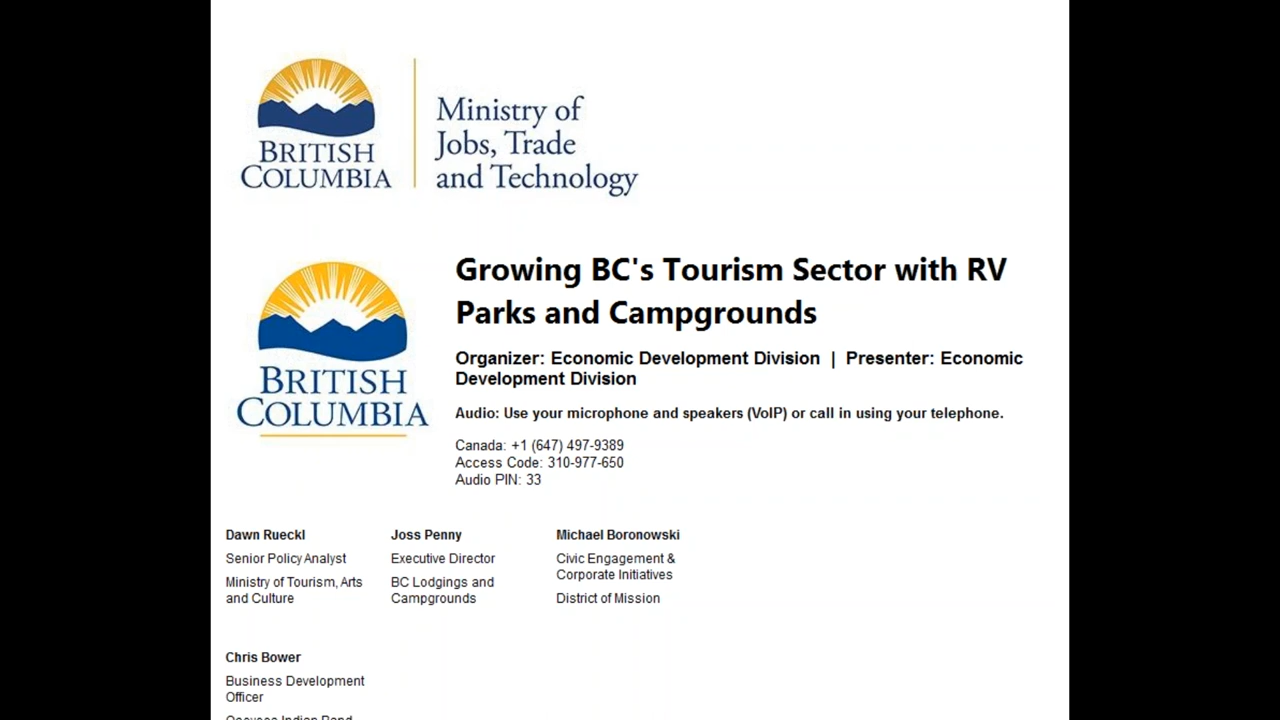 BRITISH
COLUMBIA
Ministry of
Jobs, Trade
and Technology
BRITISH
COLUMBIA
Growing BC's Tourism Sector with RV
Parks and Campgrounds
Organizer: Economic Development Division | Presenter: Economic
Development Division
Audio: Use your microphone and speakers (VoIP) or call in using your telephone.
Canada: +1 (647) 497-9389
Access Code: 310-977-650
Audio PIN: 33
Dawn Rueckl
Senior Policy Analyst
Ministry of Tourism, Arts
and Culture
Joss Penny
Executive Director
BC Lodgings and
Campgrounds
Michael Boronowski
Civic Engagement &
Corporate Initiatives
District of Mission
Chris Bower
Business Development
Officer